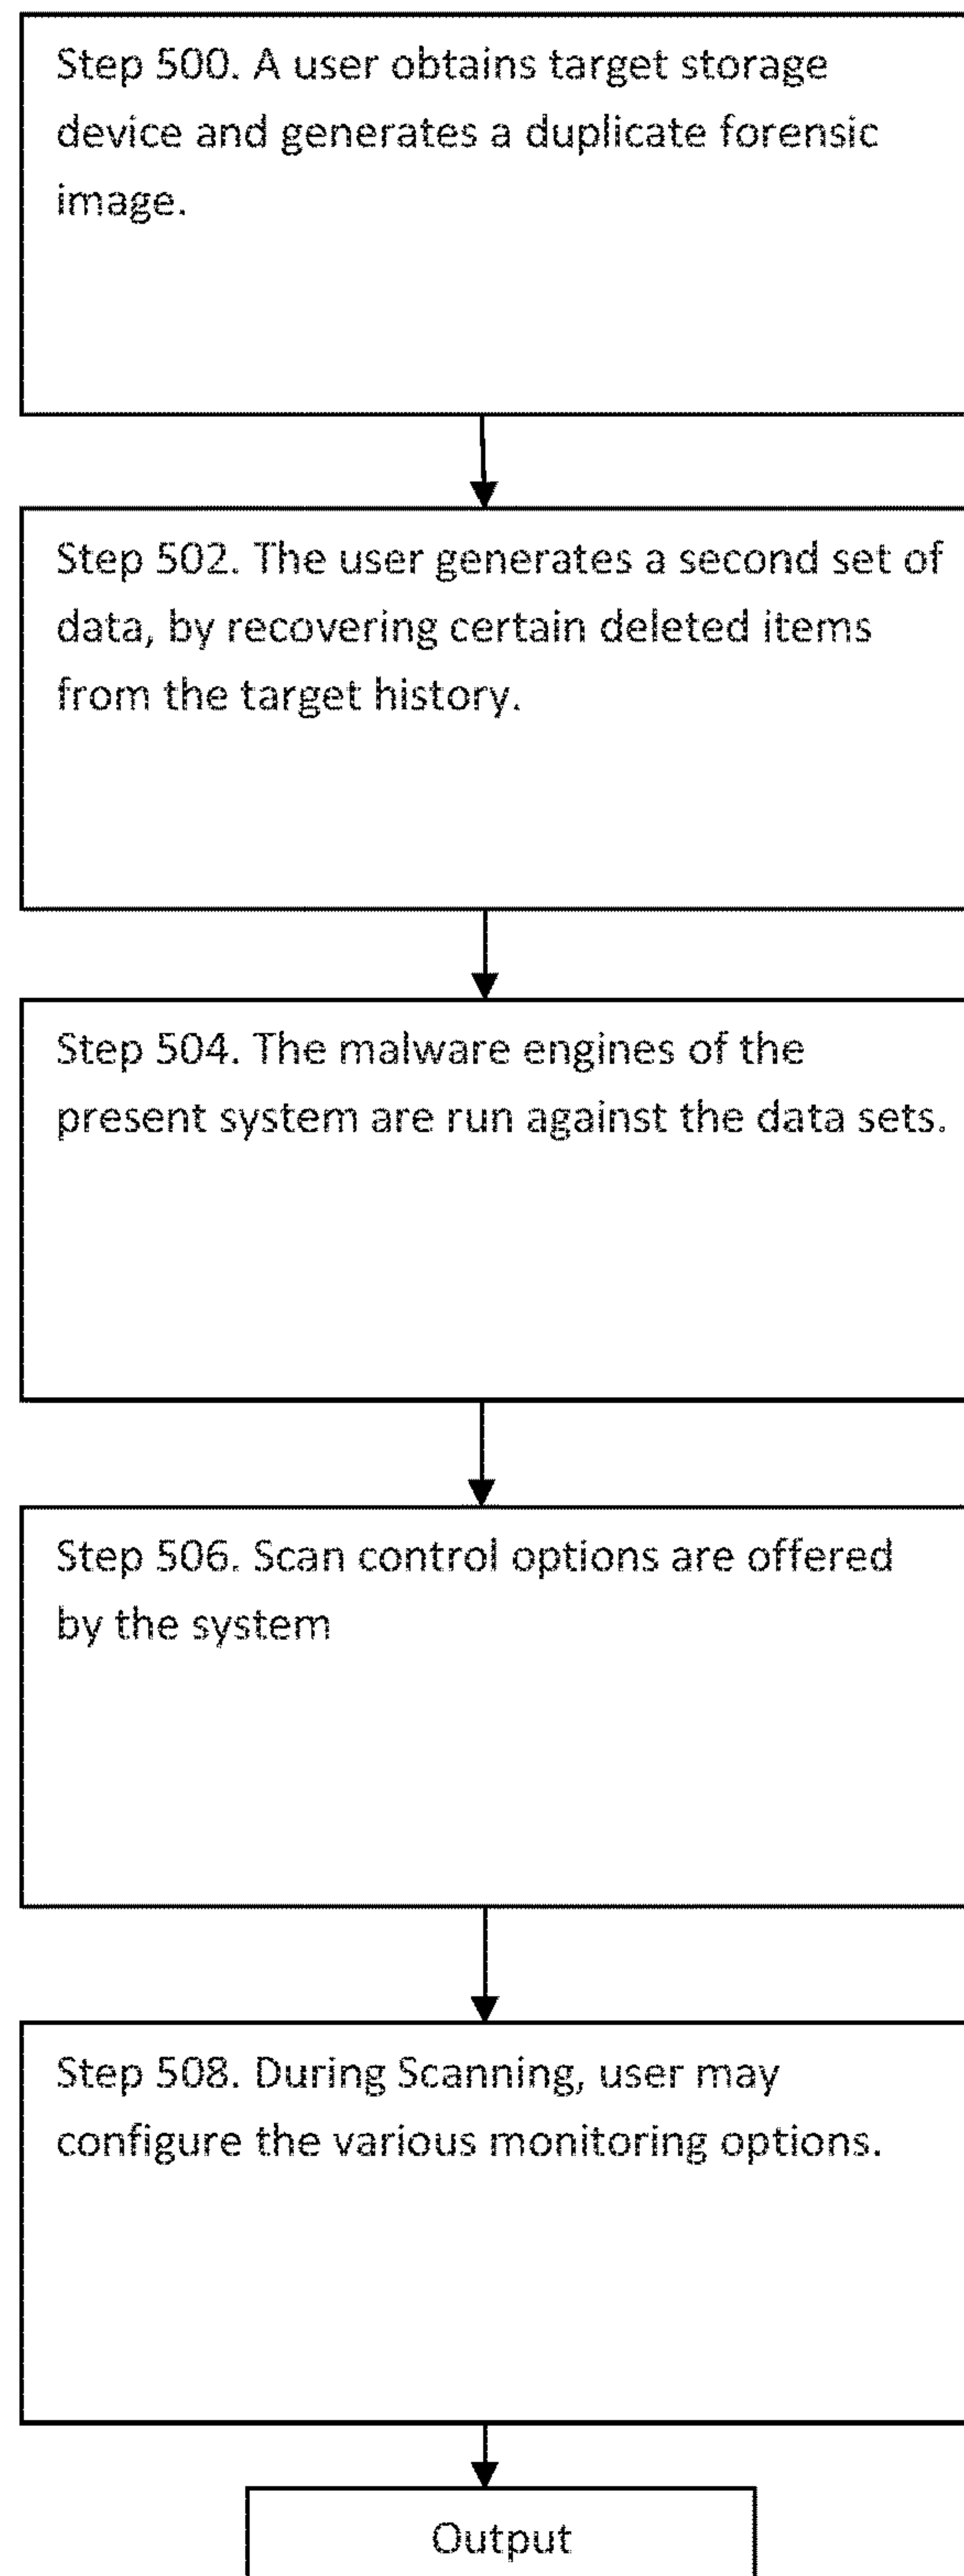 Step 500. A user obtains target storage
device and generates a duplicate forensic
image.
Step 502. The user generates a second set of
data, by recovering certain deleted items
from the target history.
Step 504. The malware engines of the
present system are run against the data sets.
Step 506. Scan control options are offered
by the system
Step 508. During Scanning, user may
configure the various monitoring options.
Output